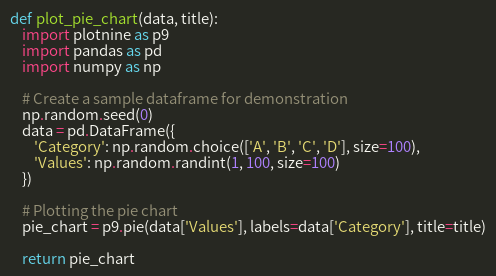 def plot_pie_chart(data, title):
    import plotnine as p9
    import pandas as pd
    import numpy as np

    # Create a sample dataframe for demonstration
    np.random.seed(0)
    data = pd.DataFrame({
        'Category': np.random.choice(['A', 'B', 'C', 'D'], size=100),
        'Values': np.random.randint(1, 100, size=100)
    })

    # Plotting the pie chart
    pie_chart = p9.pie(data['Values'], labels=data['Category'], title=title)

    return pie_chart